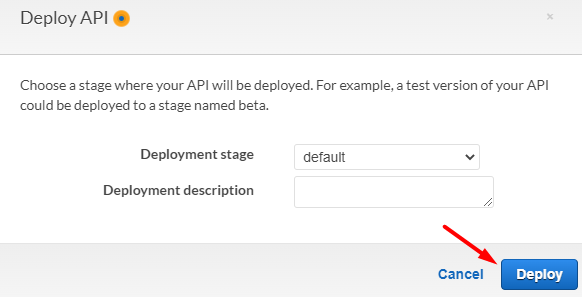 Deploy API
×
Choose a stage where your API will be deployed. For example, a test version of your API
could be deployed to a stage named beta.
Deployment stage
default
Deployment description
Cancel
Deploy